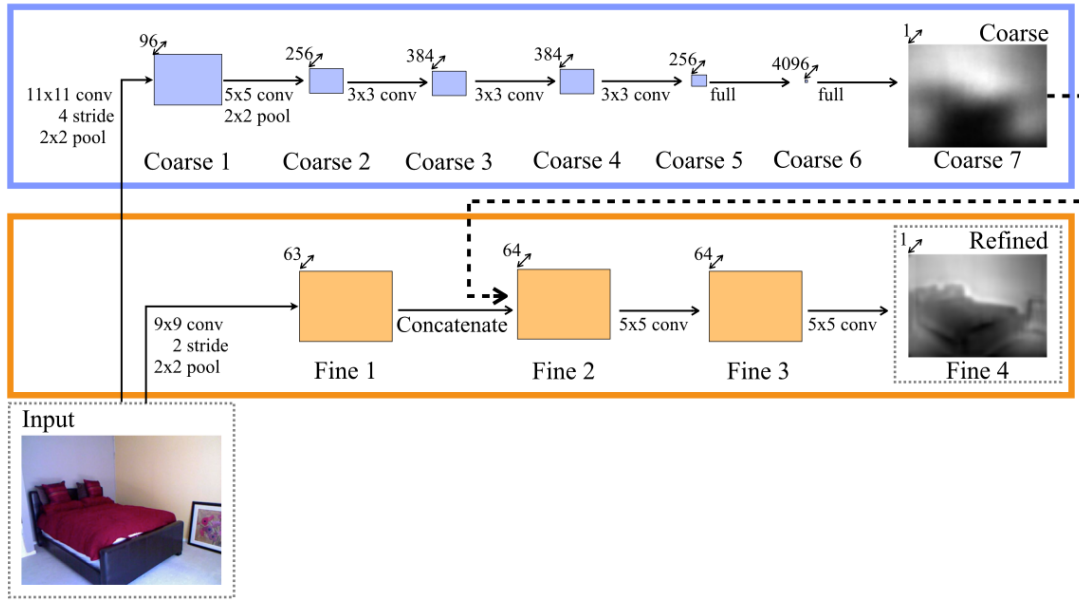 96
256
384
384
256
4096
1
Coarse
11x11 conv
4 stride
2x2 pool
5x5 conv
2x2 pool
3x3 conv
3x3 conv
3x3 conv
full
full
Coarse 1
Coarse 2
Coarse 3
Coarse 4
Coarse 5
Coarse 6
Coarse 7
63
64
64
1
Refined
9x9 conv
2 stride
2x2 pool
Concatenate
5x5 conv
5x5 conv
Fine 1
Fine 2
Fine 3
Fine 4
Input